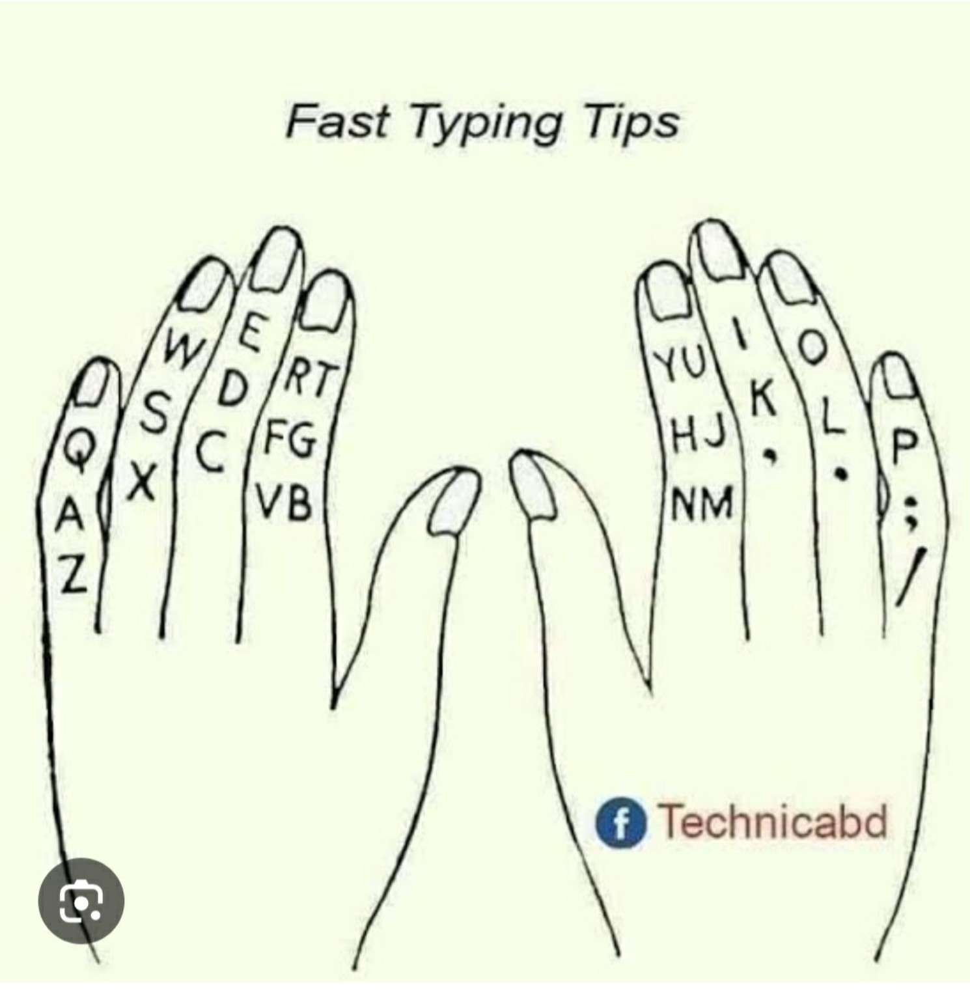 Fast Typing Tips
Q
A
Z
W
S
X
E
D
C
RT
FG
VB
YU
HJ
NM
I
K
,
O
L
.
P
;
/
f Technicabd